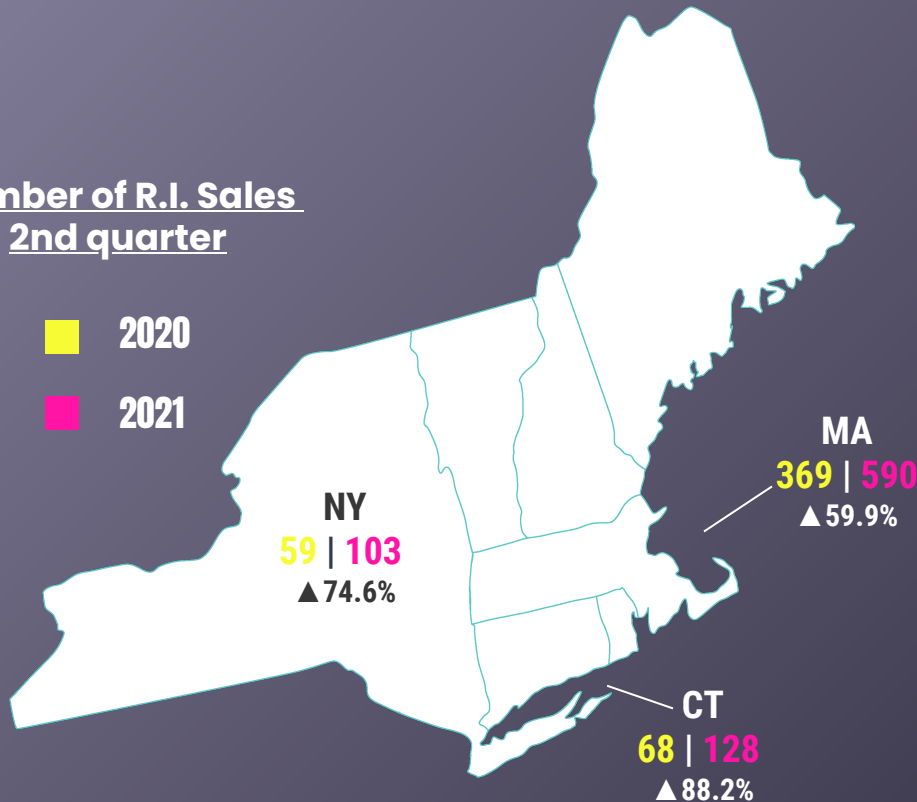 mber of R.I. Sales
2nd quarter
2020
2021
MA
369 | 590
▲59.9%
NY
59 | 103
▲74.6%
CT
68 | 128
▲88.2%